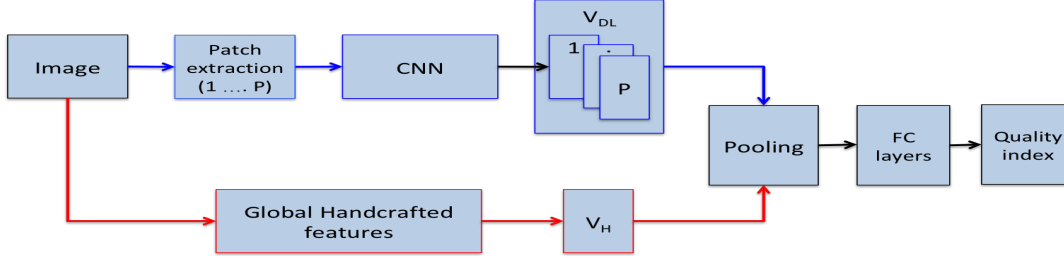 Image
Patch
extraction
(1 .... P)
CNN
V_DL
1
.
P
Pooling
FC
layers
Quality
index
Global Handcrafted
features
V_H